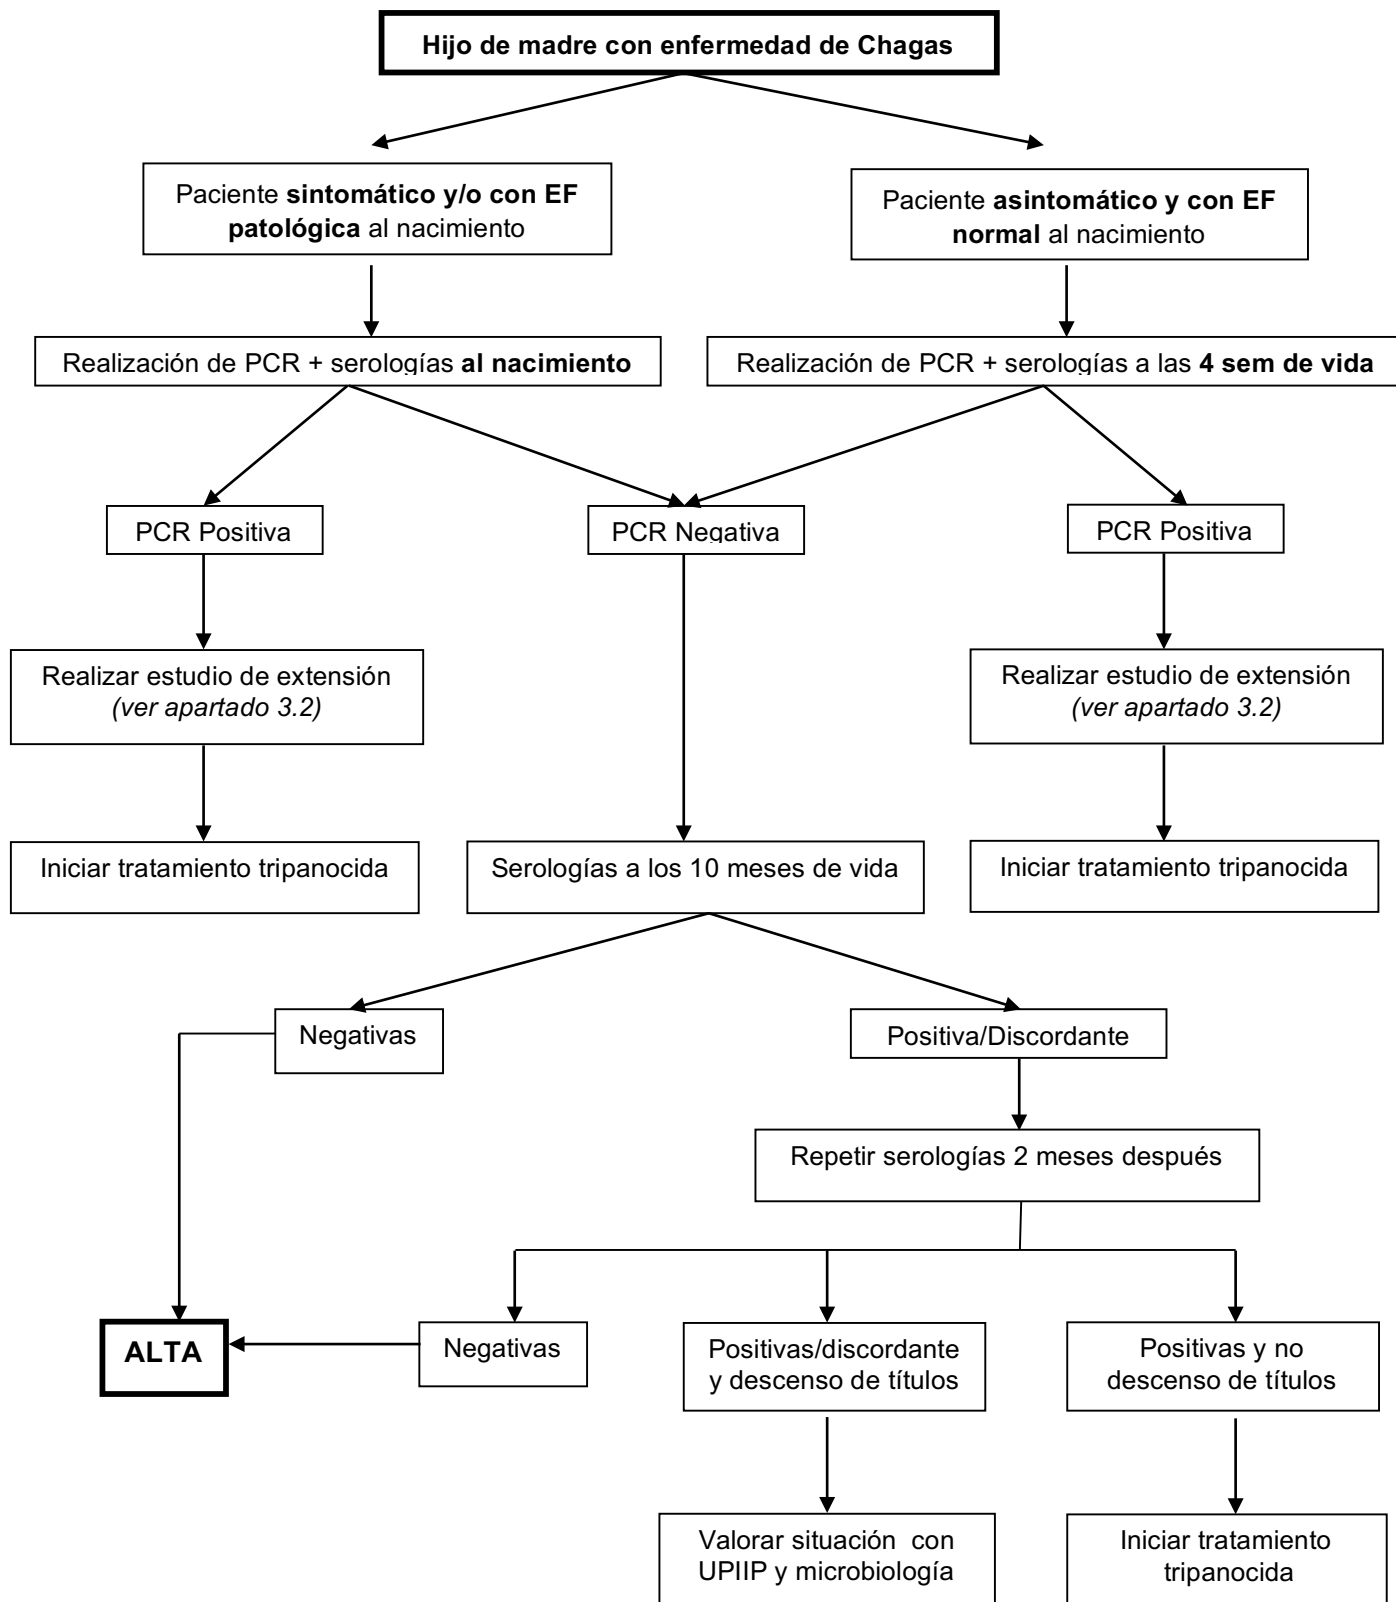 Hijo de madre con enfermedad de Chagas
Paciente sintomático y/o con EF
patológica al nacimiento
Paciente asintomático y con EF
normal al nacimiento
Realización de PCR + serologías al nacimiento
Realización de PCR + serologías a las 4 sem de vida
PCR Positiva
PCR Negativa
PCR Positiva
Realizar estudio de extensión
(ver apartado 3.2)
Realizar estudio de extensión
(ver apartado 3.2)
Iniciar tratamiento tripanocida
Serologías a los 10 meses de vida
Iniciar tratamiento tripanocida
Negativas
Positiva/Discordante
Repetir serologías 2 meses después
ALTA
Negativas
Positivas/discordante
y descenso de títulos
Positivas y no
descenso de títulos
Valorar situación con
UPIIP y microbiología
Iniciar tratamiento
tripanocida